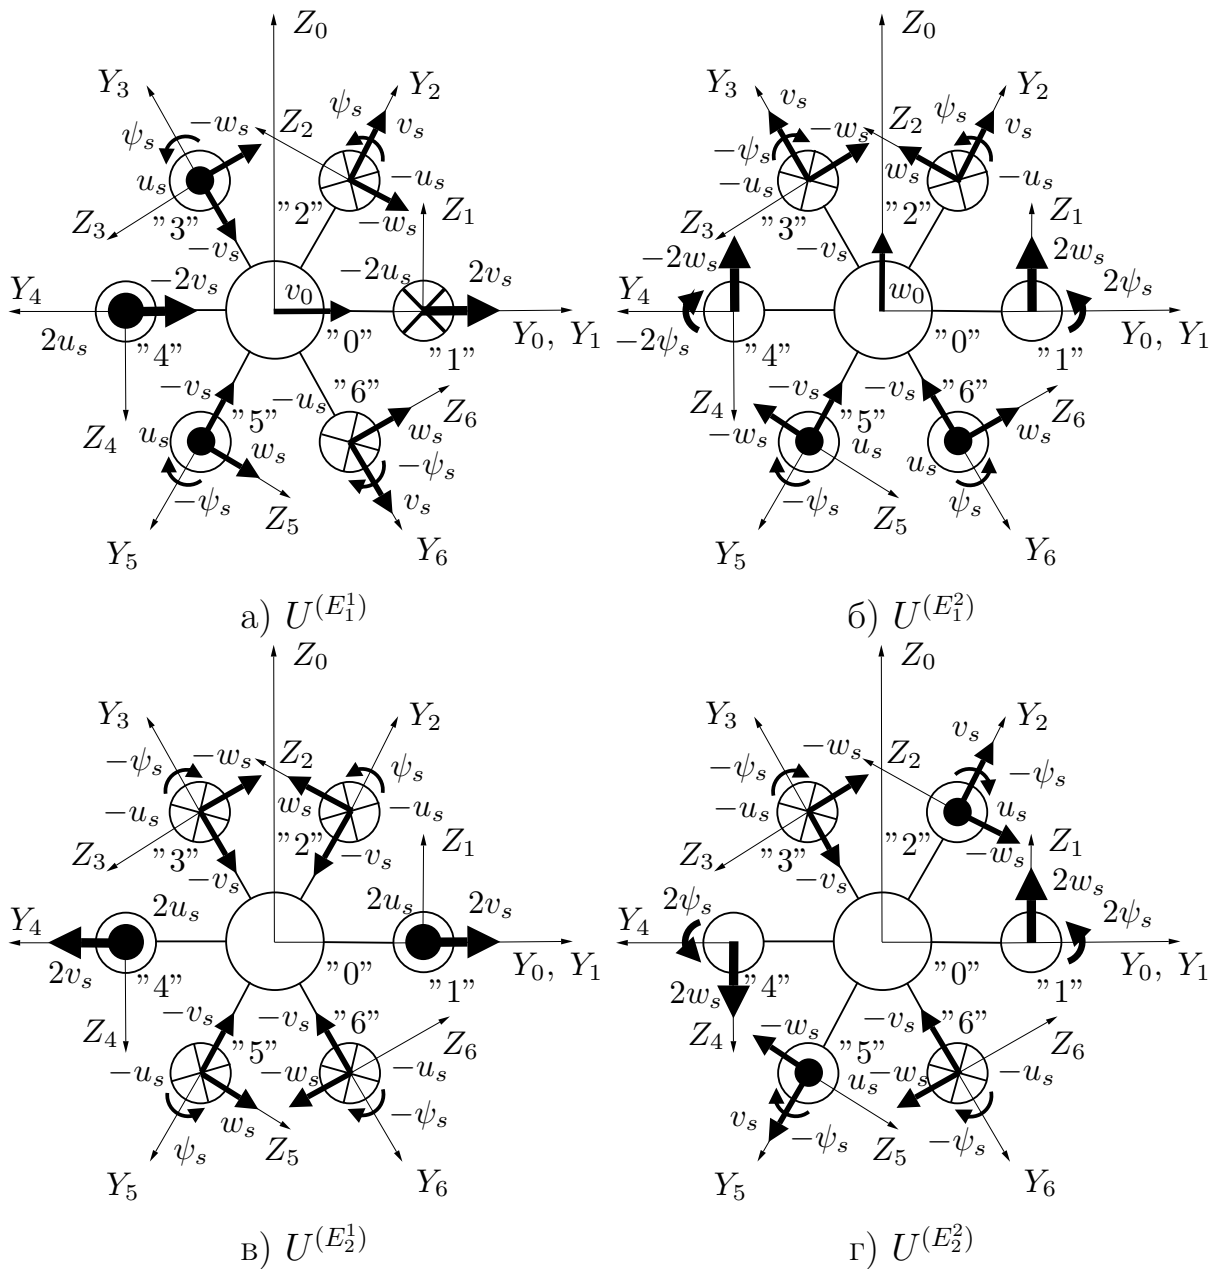 Z₀ Z₀
Y₃ ψₛ Y₂ Y₃ vₛ ψₛ Y₂
ψₛ −wₛ Z₂ vₛ −wₛ Z₂ vₛ
uₛ −uₛ −ψₛ −uₛ wₛ −uₛ
Z₃ "3" "2" −wₛ Z₁ Z₃ "3" "2" Z₁
−vₛ −vₛ
Y₄ −2vₛ v₀ −2uₛ 2vₛ Y₄ −2wₛ w₀ 2wₛ 2ψₛ
2uₛ "4" "0" "1" Y₀, Y₁ −2ψₛ "4" "0" "1" Y₀, Y₁
−vₛ −uₛ "6" −vₛ −vₛ "6"
Z₄ uₛ "5" wₛ wₛ Z₆ Z₄ −wₛ "5" uₛ uₛ wₛ Z₆
−ψₛ Z₅ −ψₛ vₛ −ψₛ Z₅ ψₛ
Y₅ Y₆ Y₅ Y₆
а) U^(E₁¹) б) U^(E₁²)
Z₀ Z₀
Y₃ Y₂ Y₃ vₛ Y₂
−ψₛ −wₛ Z₂ ψₛ −ψₛ −wₛ Z₂ −ψₛ
−uₛ wₛ −uₛ −uₛ uₛ
Z₃ "3" "2" −vₛ Z₁ Z₃ "3" "2" −wₛ Z₁
−vₛ −vₛ
Y₄ 2uₛ 2uₛ 2vₛ Y₄ 2ψₛ 2wₛ 2ψₛ
2vₛ "4" "0" "1" Y₀, Y₁ 2wₛ "4" "0" "1" Y₀, Y₁
−vₛ −vₛ "6" −vₛ "6"
Z₄ −uₛ "5" −wₛ −uₛ Z₆ Z₄ −wₛ "5" uₛ −wₛ −uₛ Z₆
ψₛ wₛ Z₅ −ψₛ vₛ −ψₛ Z₅ −ψₛ
Y₅ Y₆ Y₅ Y₆
в) U^(E₂¹) г) U^(E₂²)